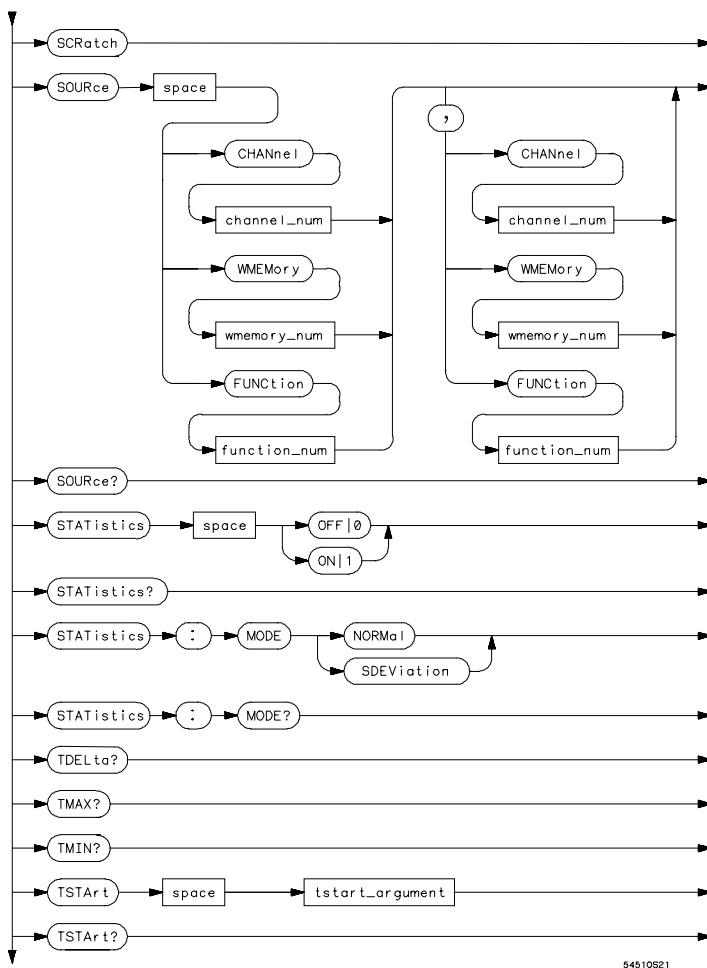 SCRatch
SOURce space
,
CHANnel CHANnel
channel_num channel_num
WMEMory WMEMory
wmemory_num wmemory_num
FUNCtion FUNCtion
function_num function_num
SOURce?
STATistics space OFF|0
ON|1
STATistics?
STATistics : MODE NORMal
SDEViation
STATistics : MODE?
TDELta?
TMAX?
TMIN?
TSTArt space tstart_argument
TSTArt?
54510S21